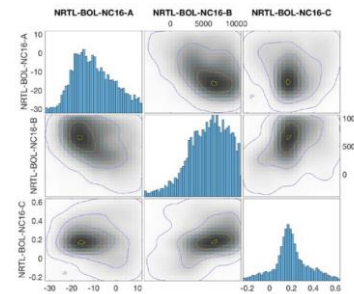 NRTL-BOL-NC16-A NRTL-BOL-NC16-B NRTL-BOL-NC16-C
0 5000 10000
NRTL-BOL-NC16-A
10
0
-10
-20
-30
NRTL-BOL-NC16-B
1000
500
0
NRTL-BOL-NC16-C
0.6
0.4
0.2
0
-0.2
-30 -20 -10 0 10
-0.2 0 0.2 0.4 0.6